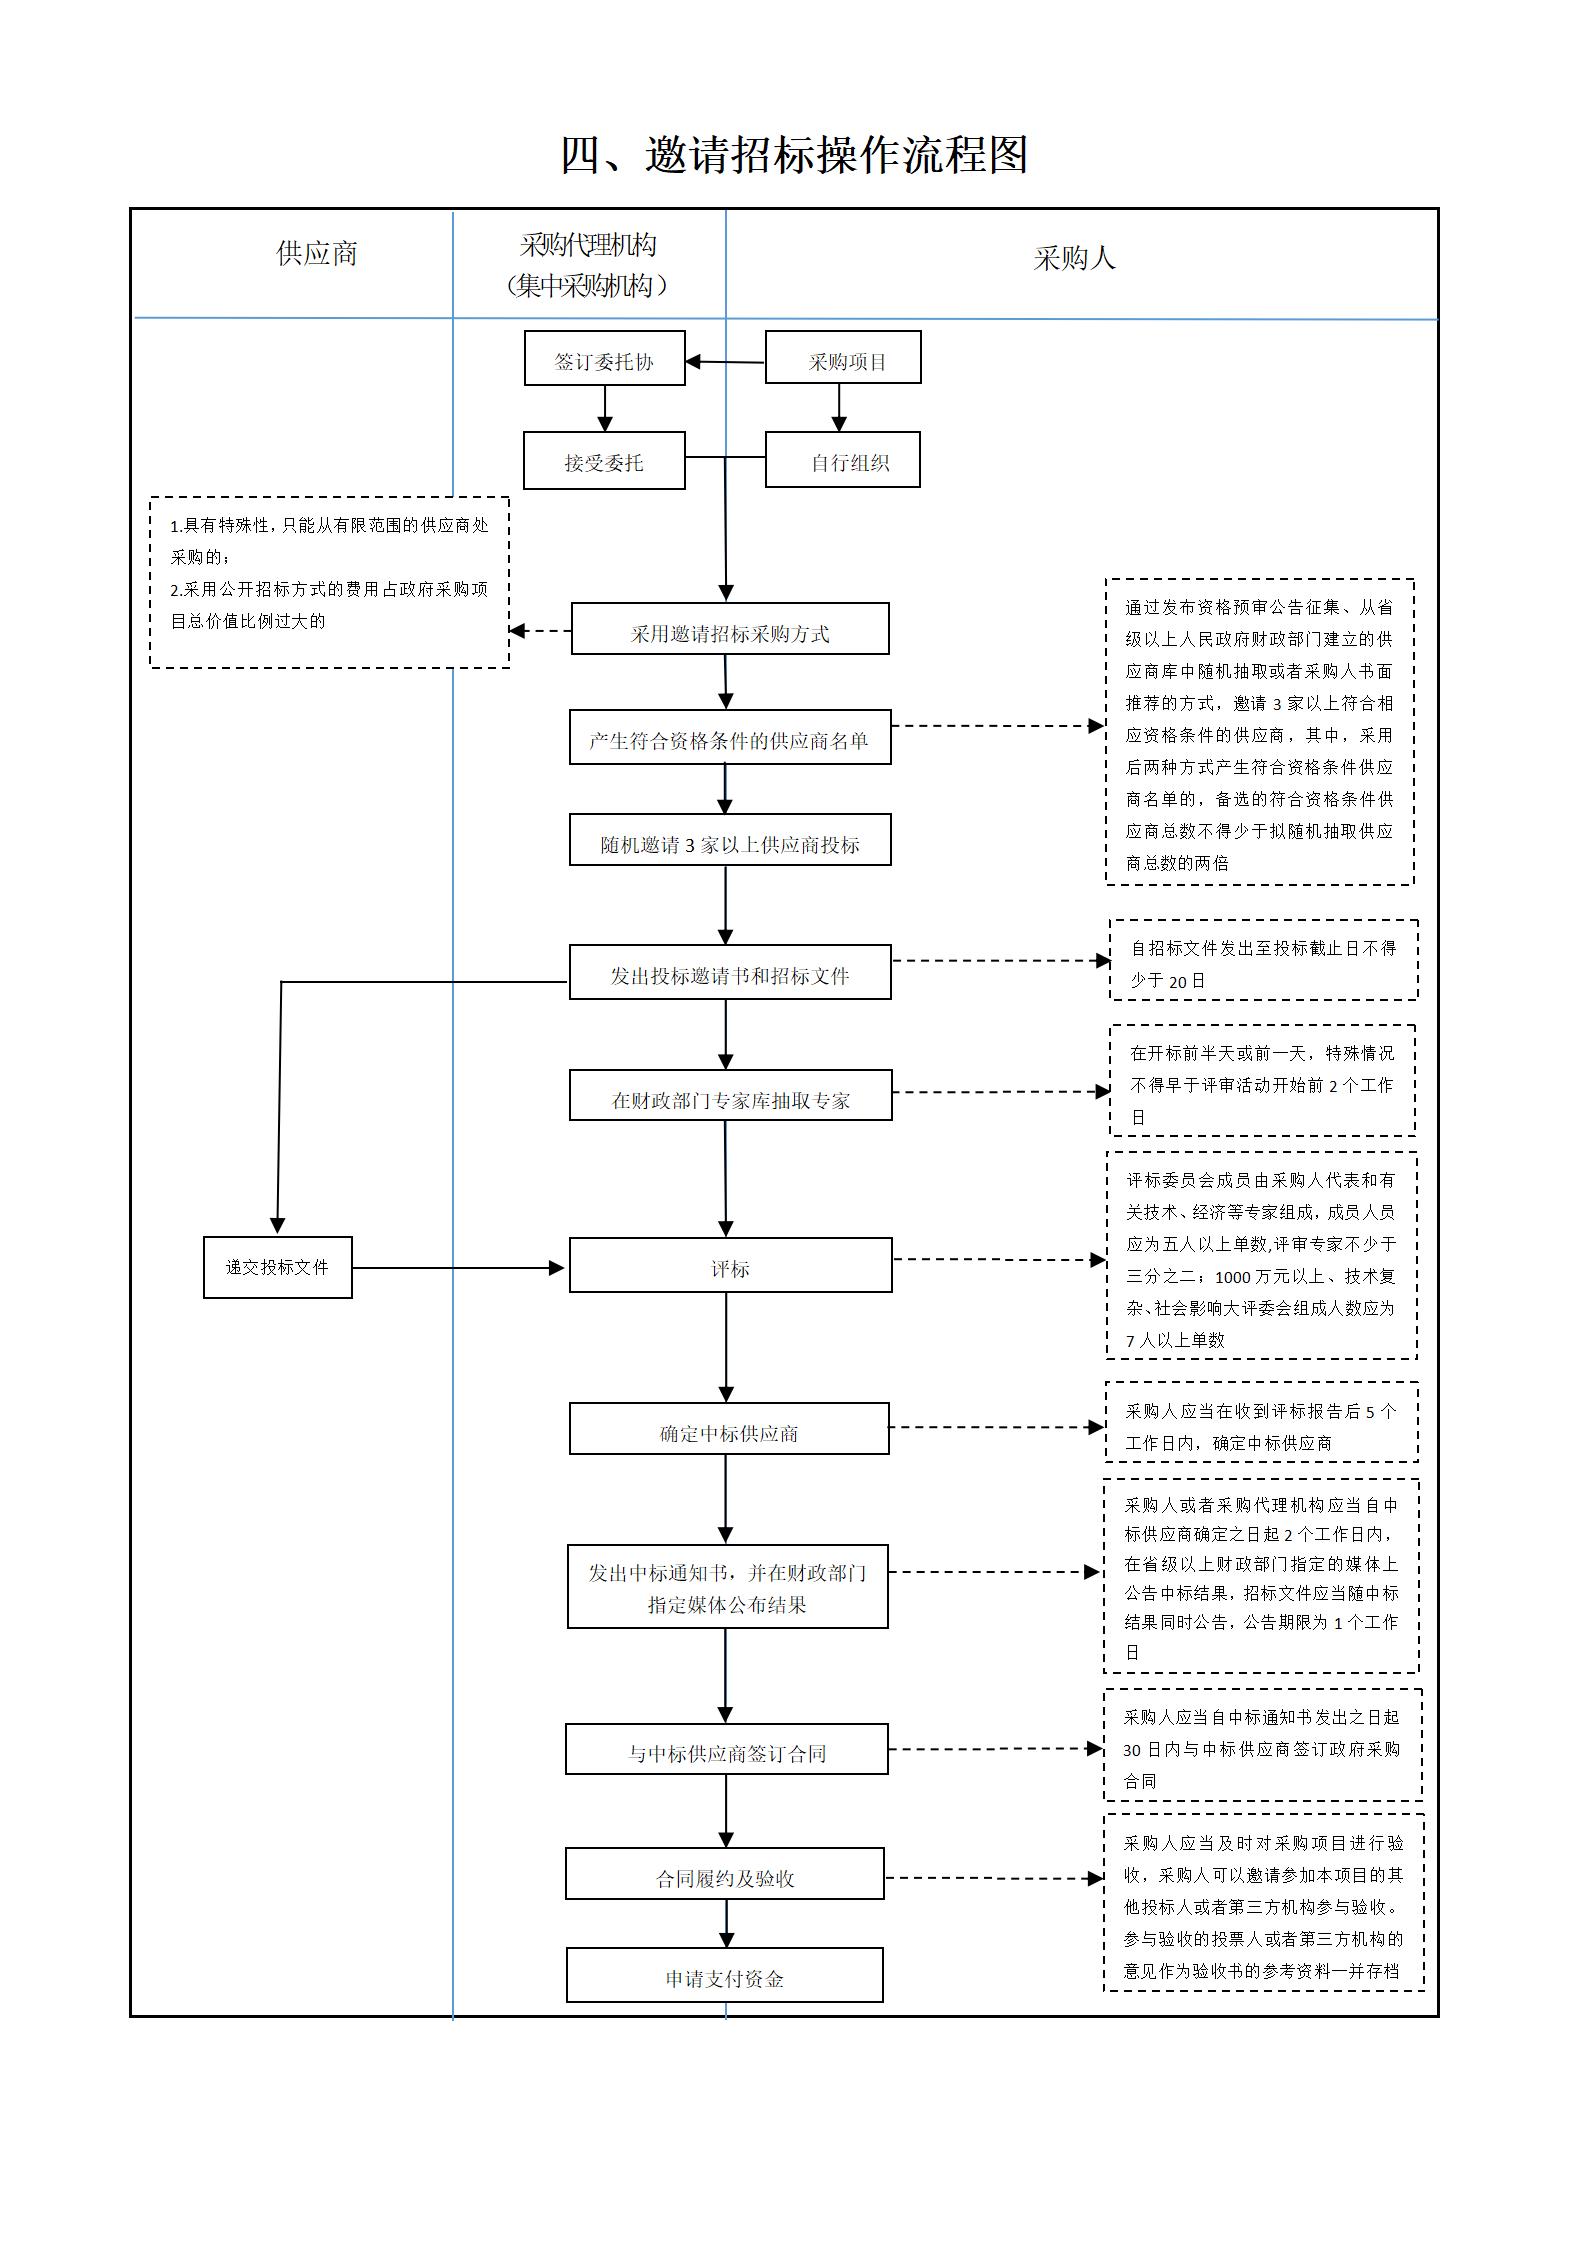 四、邀请招标操作流程图
供应商
采购代理机构
（集中采购机构）
采购人
签订委托协
采购项目
接受委托
自行组织
1.具有特殊性，只能从有限范围的供应商处
采购的；
2.采用公开招标方式的费用占政府采购项
目总价值比例过大的
采用邀请招标采购方式
产生符合资格条件的供应商名单
通过发布资格预审公告征集、从省
级以上人民政府财政部门建立的供
应商库中随机抽取或者采购人书面
推荐的方式，邀请 3 家以上符合相
应资格条件的供应商，其中，采用
后两种方式产生符合资格条件供应
商名单的，备选的符合资格条件供
应商总数不得少于拟随机抽取供应
商总数的两倍
随机邀请 3 家以上供应商投标
发出投标邀请书和招标文件
自招标文件发出至投标截止日不得
少于 20 日
在财政部门专家库抽取专家
在开标前半天或前一天，特殊情况
不得早于评审活动开始前 2 个工作
日
递交投标文件
评标
评标委员会成员由采购人代表和有
关技术、经济等专家组成，成员人员
应为五人以上单数,评审专家不少于
三分之二；1000 万元以上、技术复
杂、社会影响大评委会组成人数应为
7 人以上单数
确定中标供应商
采购人应当在收到评标报告后 5 个
工作日内，确定中标供应商
发出中标通知书，并在财政部门
指定媒体公布结果
采购人或者采购代理机构应当自中
标供应商确定之日起 2 个工作日内，
在省级以上财政部门指定的媒体上
公告中标结果，招标文件应当随中标
结果同时公告，公告期限为 1 个工作
日
与中标供应商签订合同
采购人应当自中标通知书发出之日起
30 日内与中标供应商签订政府采购
合同
合同履约及验收
采购人应当及时对采购项目进行验
收，采购人可以邀请参加本项目的其
他投标人或者第三方机构参与验收。
参与验收的投票人或者第三方机构的
意见作为验收书的参考资料一并存档
申请支付资金